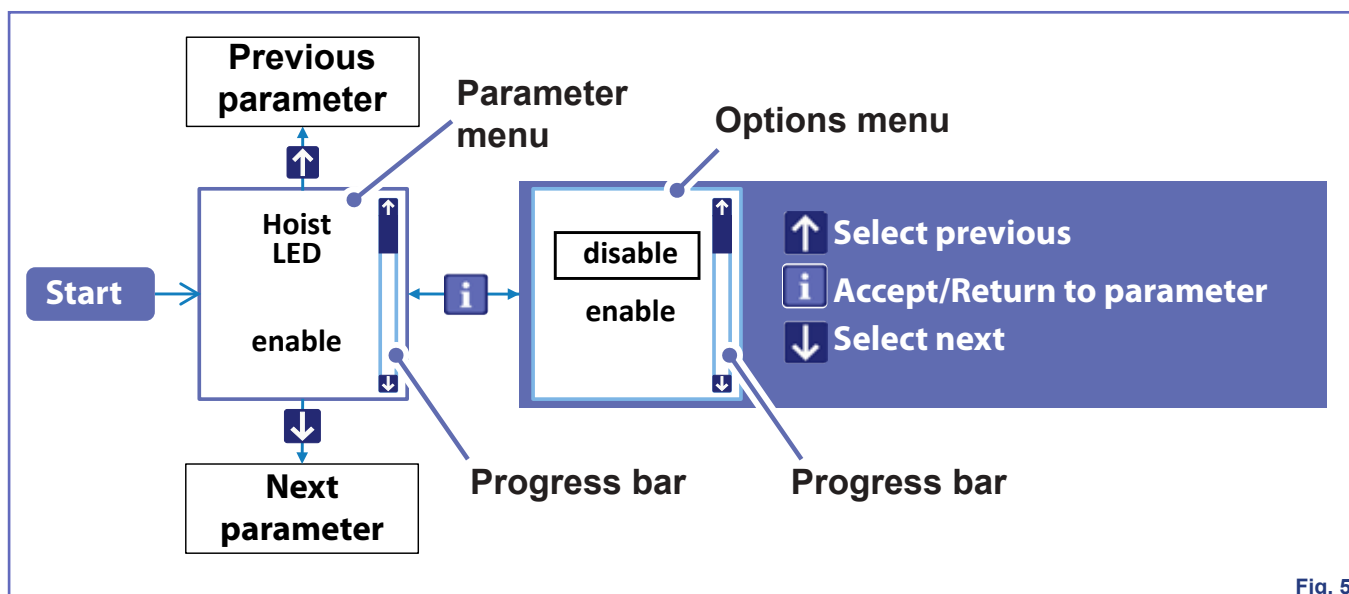 Previous
parameter
Parameter
menu
Options menu
Hoist
LED
enable
Start
i
disable
enable
Select previous
i Accept/Return to parameter
Select next
Progress bar
Progress bar
Next
parameter
Fig. 5